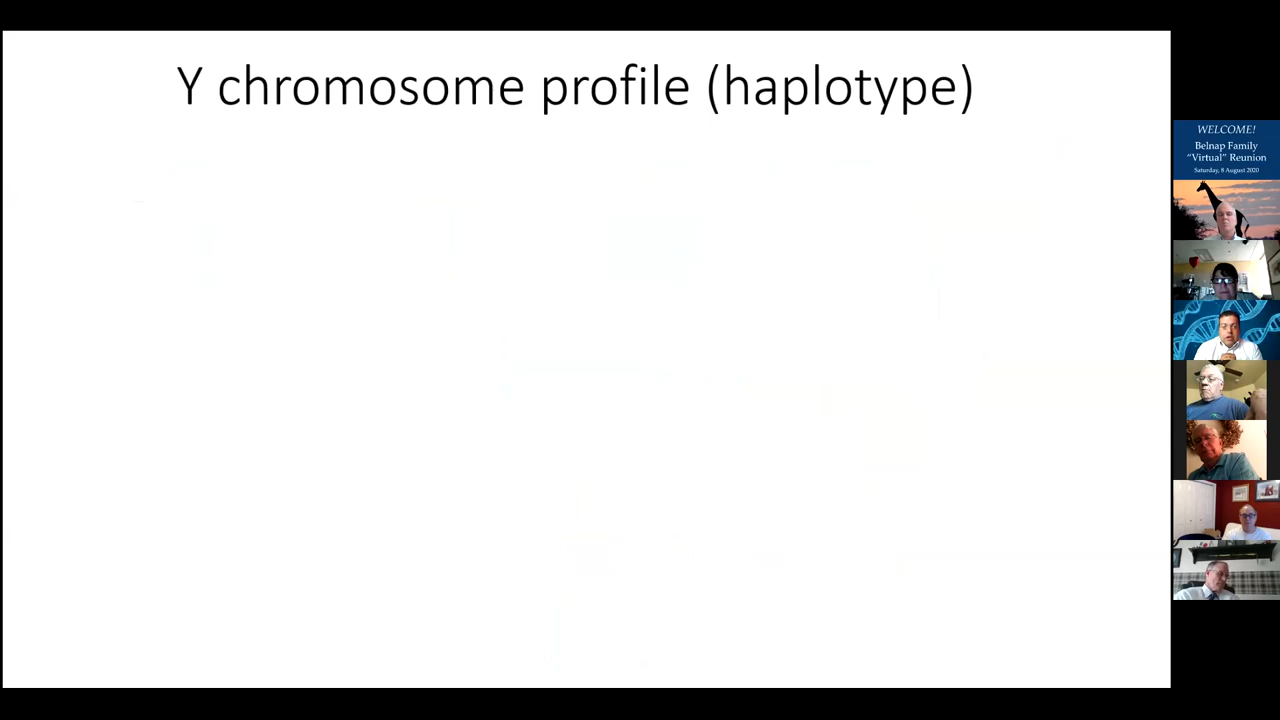 Y chromosome profile (haplotype)
WELCOME!
Belnap Family
“Virtual” Reunion
Saturday, 8 August 2020